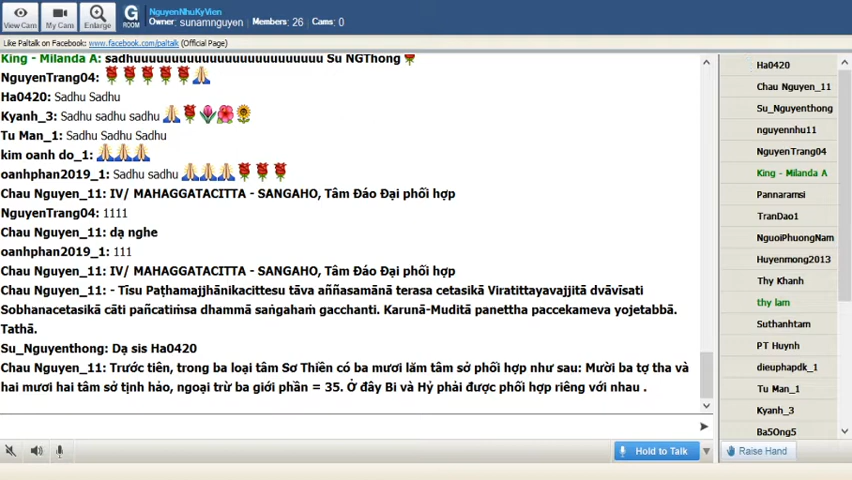 View Cam
My Cam
Enlarge
G
ROOM
NguyenNhuKyVien
Owner: sunamnguyen Members: 26 Cams: 0
Like Paltalk on Facebook: www.facebook.com/paltalk (Official Page)
King - Milanda A: sadhuuuuuuuuuuuuuuuuuuuuuuuuu Su NGThong
NguyenTrang04:
Ha0420: Sadhu Sadhu
Kyanh_3: Sadhu sadhu sadhu
Tu Man_1: Sadhu Sadhu Sadhu
kim oanh do_1:
oanhphan2019_1: Sadhu sadhu
Chau Nguyen_11: IV/ MAHAGGATACITTA - SANGAHO, Tâm Đáo Đại phối hợp
NguyenTrang04: 1111
Chau Nguyen_11: dạ nghe
oanhphan2019_1: 111
Chau Nguyen_11: IV/ MAHAGGATACITTA - SANGAHO, Tâm Đáo Đại phối hợp
Chau Nguyen_11: - Tīsu Paṭhamajjhānikacittesu tāva aññasamānā terasa cetasikā Viratittayavajjitā dvāvīsati
Sobhanacetasikā cāti pañcatiṁsa dhammā saṅgahaṁ gacchanti. Karunā-Muditā panettha paccekameva yojetabbā.
Tathā.
Su_Nguyenthong: Dạ sis Ha0420
Chau Nguyen_11: Trước tiên, trong ba loại tâm Sơ Thiền có ba mươi lăm tâm sở phối hợp như sau: Mười ba tợ tha và
hai mươi hai tâm sở tịnh hảo, ngoại trừ ba giới phần = 35. Ở đây Bi và Hỷ phải được phối hợp riêng với nhau .
Hold to Talk
Ha0420
Chau Nguyen_11
Su_Nguyenthong
nguyennhu11
NguyenTrang04
King - Milanda A
Pannaramsi
TranDao1
NguoiPhuongNam
Huyenmong2013
Thy Khanh
thy lam
Suthanhtam
PT Huynh
dieuphapdk_1
Tu Man_1
Kyanh_3
Ba5Ong5
Raise Hand